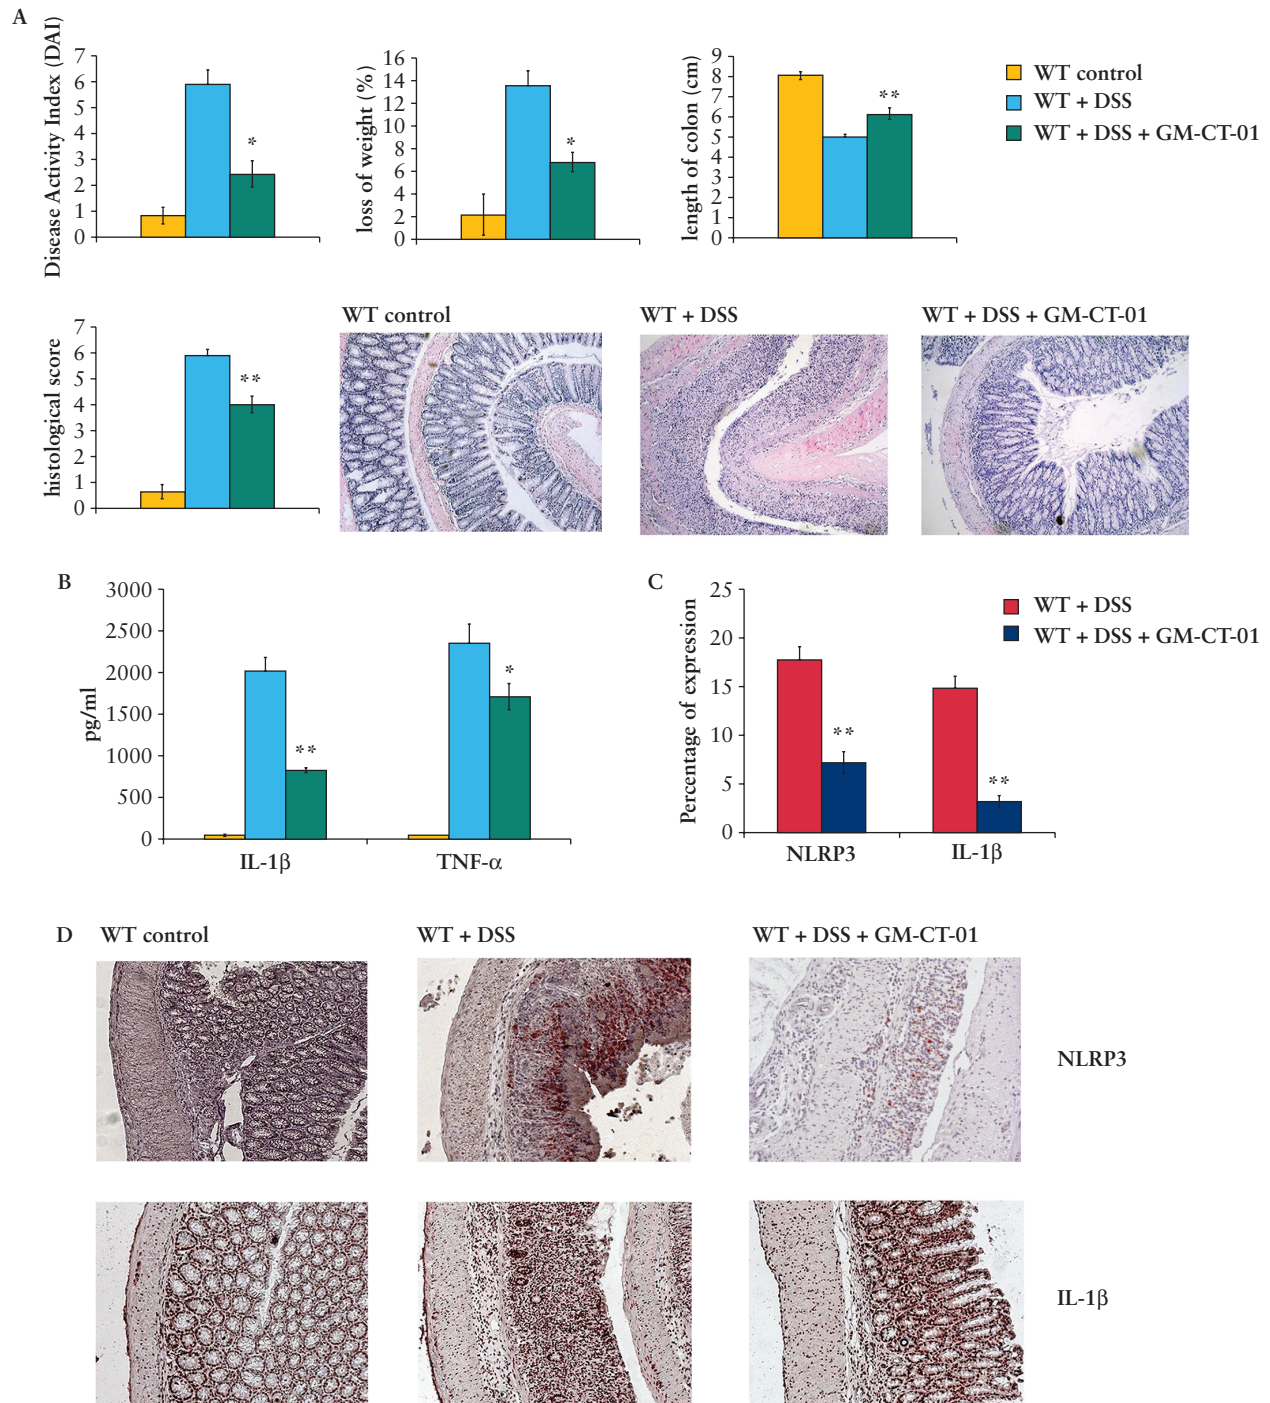 A
Disease Activity Index (DAI)
7
6
5
4
3
2
1
0
*
loss of weight (%)
16
14
12
10
8
6
4
2
0
*
length of colon (cm)
9
8
7
6
5
4
3
2
1
0
**
WT control
WT + DSS
WT + DSS + GM-CT-01
histological score
7
6
5
4
3
2
1
0
**
WT control
WT + DSS
WT + DSS + GM-CT-01
B
pg/ml
3000
2500
2000
1500
1000
500
0
**
*
IL-1β
TNF-α
C
Percentage of expression
25
20
15
10
5
0
**
**
NLRP3
IL-1β
WT + DSS
WT + DSS + GM-CT-01
D
WT control
WT + DSS
WT + DSS + GM-CT-01
NLRP3
IL-1β